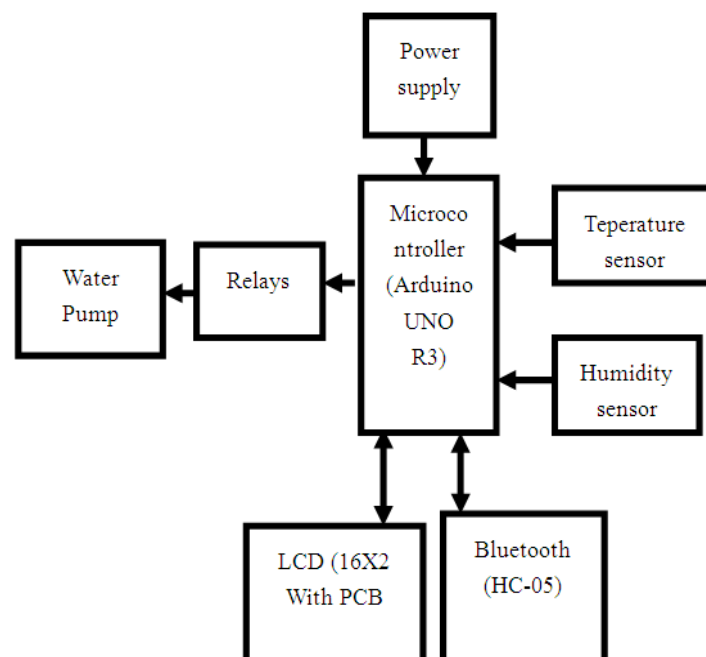 Power
supply
Microco
ntroller
(Arduino
UNO
R3)
Teperature
sensor
Water
Pump
Relays
Humidity
sensor
LCD (16X2
With PCB
Bluetooth
(HC-05)